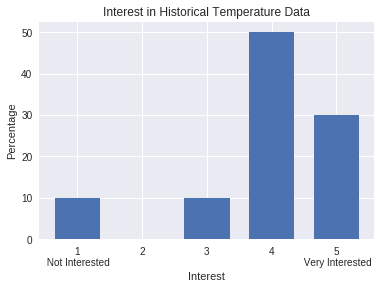 Interest in Historical Temperature Data
Percentage
50
40
30
20
10
0
1 2 3 4 5
Not Interested Very Interested
Interest